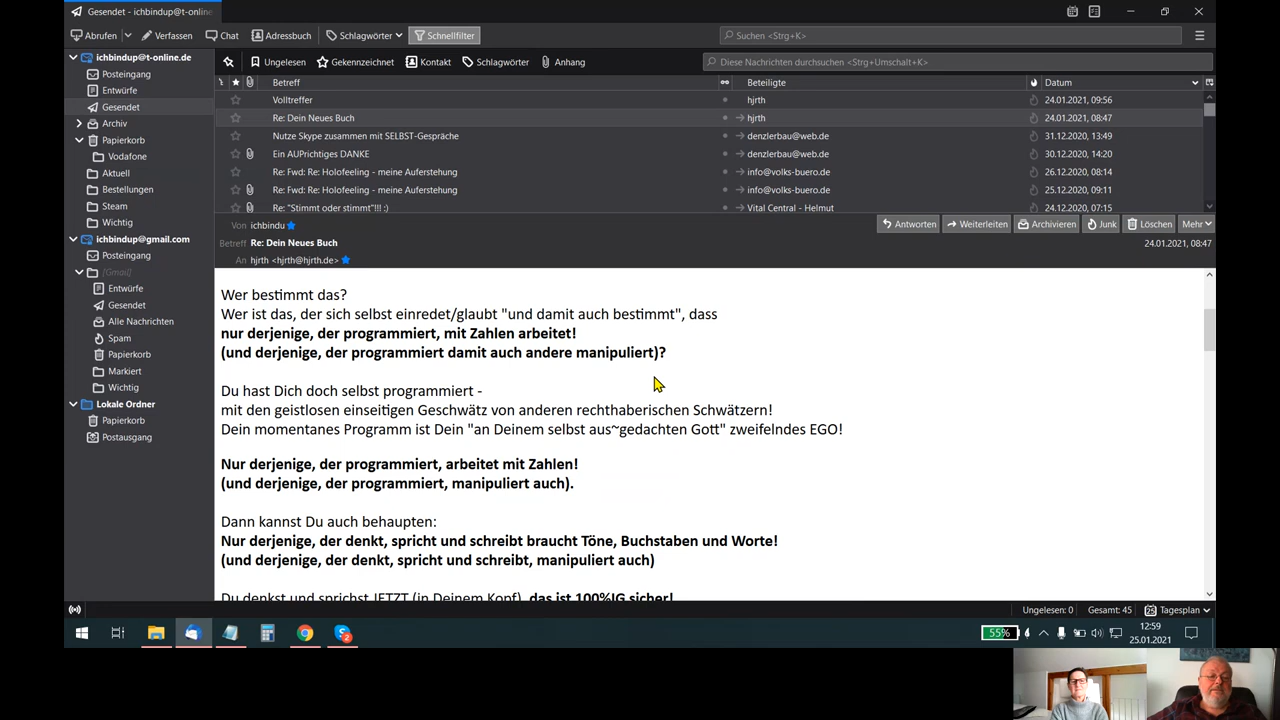 Gesendet - ichbindup@t-online
Abrufen
Verfassen
Chat
Adressbuch
Schlagwörter
Schnellfilter
Suchen <Strg+K>
ichbindup@t-online.de
Posteingang
Entwürfe
Gesendet
Archiv
Papierkorb
Vodafone
Aktuell
Bestellungen
Steam
Wichtig
ichbindup@gmail.com
Posteingang
[Gmail]
Entwürfe
Gesendet
Alle Nachrichten
Spam
Papierkorb
Markiert
Wichtig
Lokale Ordner
Papierkorb
Postausgang
Ungelesen
Gekennzeichnet
Kontakt
Schlagwörter
Anhang
Diese Nachrichten durchsuchen <Strg+Umschalt+K>
Betreff Beteiligte Datum
Volltreffer hjrth 24.01.2021, 09:56
Re: Dein Neues Buch hjrth 24.01.2021, 08:47
Nutze Skype zusammen mit SELBST-Gespräche denzlerbau@web.de 31.12.2020, 13:49
Ein AUPrichtiges DANKE denzlerbau@web.de 30.12.2020, 14:20
Re: Fwd: Re: Holofeeling - meine Auferstehung info@volks-buero.de 26.12.2020, 08:14
Re: Fwd: Re: Holofeeling - meine Auferstehung info@volks-buero.de 25.12.2020, 09:11
Re: "Stimmt oder stimmt"!!! :) Vital Central - Helmut 24.12.2020, 07:15
Von ichbindu
Antworten Weiterleiten Archivieren Junk Löschen Mehr
Betreff Re: Dein Neues Buch 24.01.2021, 08:47
An hjrth <hjrth@hjrth.de>
Wer bestimmt das?
Wer ist das, der sich selbst einredet/glaubt "und damit auch bestimmt", dass
nur derjenige, der programmiert, mit Zahlen arbeitet!
(und derjenige, der programmiert damit auch andere manipuliert)?
Du hast Dich doch selbst programmiert -
mit den geistlosen einseitigen Geschwätz von anderen rechthaberischen Schwätzern!
Dein momentanes Programm ist Dein "an Deinem selbst aus~gedachten Gott" zweifelndes EGO!
Nur derjenige, der programmiert, arbeitet mit Zahlen!
(und derjenige, der programmiert, manipuliert auch).
Dann kannst Du auch behaupten:
Nur derjenige, der denkt, spricht und schreibt braucht Töne, Buchstaben und Worte!
(und derjenige, der denkt, spricht und schreibt, manipuliert auch)
Du denkst und sprichst JETZT (in Deinem Kopf), das ist 100%IG sicher!
Ungelesen: 0 Gesamt: 45 Tagesplan
55%
12:59
25.01.2021